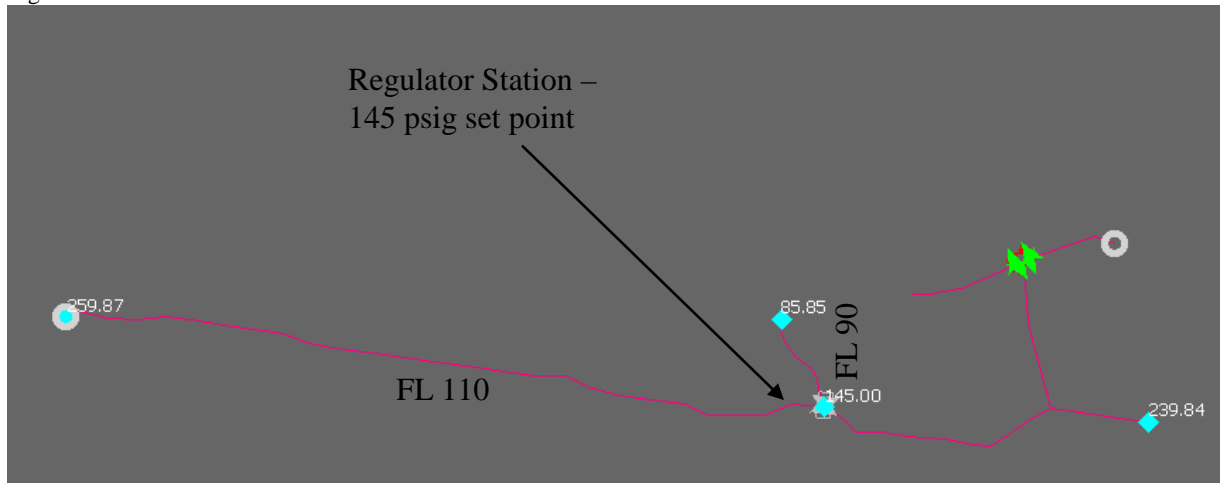 Regulator Station –
145 psig set point
259.87
85.85
FL 90
FL 110
145.00
239.84